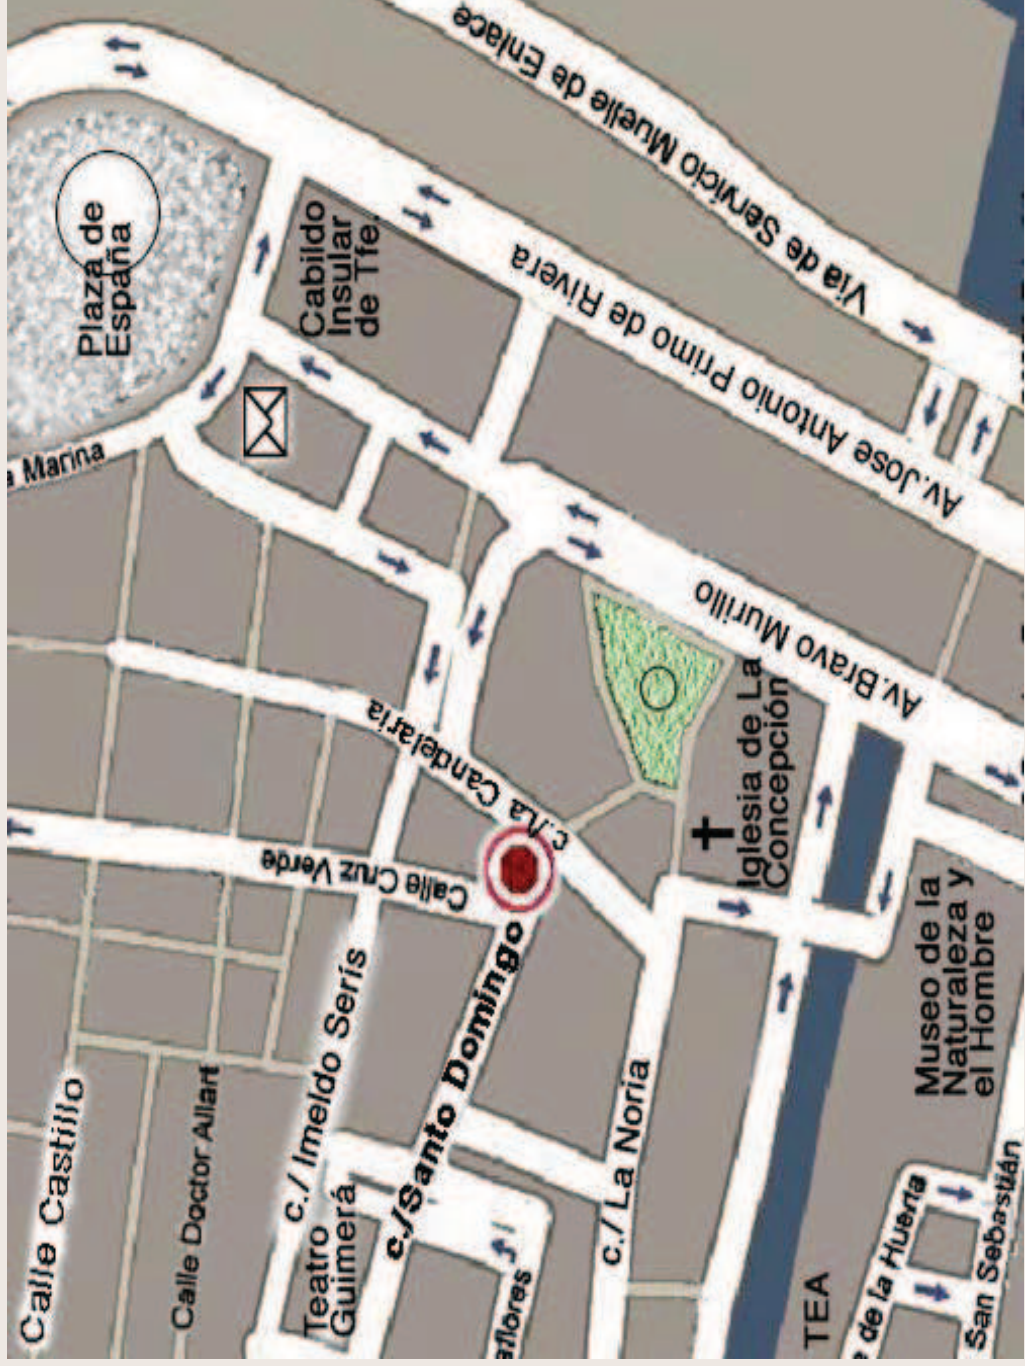 Vía de Servicio Muelle de Enlace
Plaza de
España
Cabildo
Insular
de Tfe.
Av.Jose Antonio Primo de Rivera
a Marina
Av.Bravo Murillo
c./La Candelaria
Iglesia de La
Concepción
Calle Cruz Verde
c./Santo Domingo
c./ Imeldo Serís
Calle Castillo
Calle Doctor Allart
Teatro
Guimerá
c./ La Noria
Museo de la
Naturaleza y
el Hombre
TEA
aflores
e de la Huerta
San Sebastián